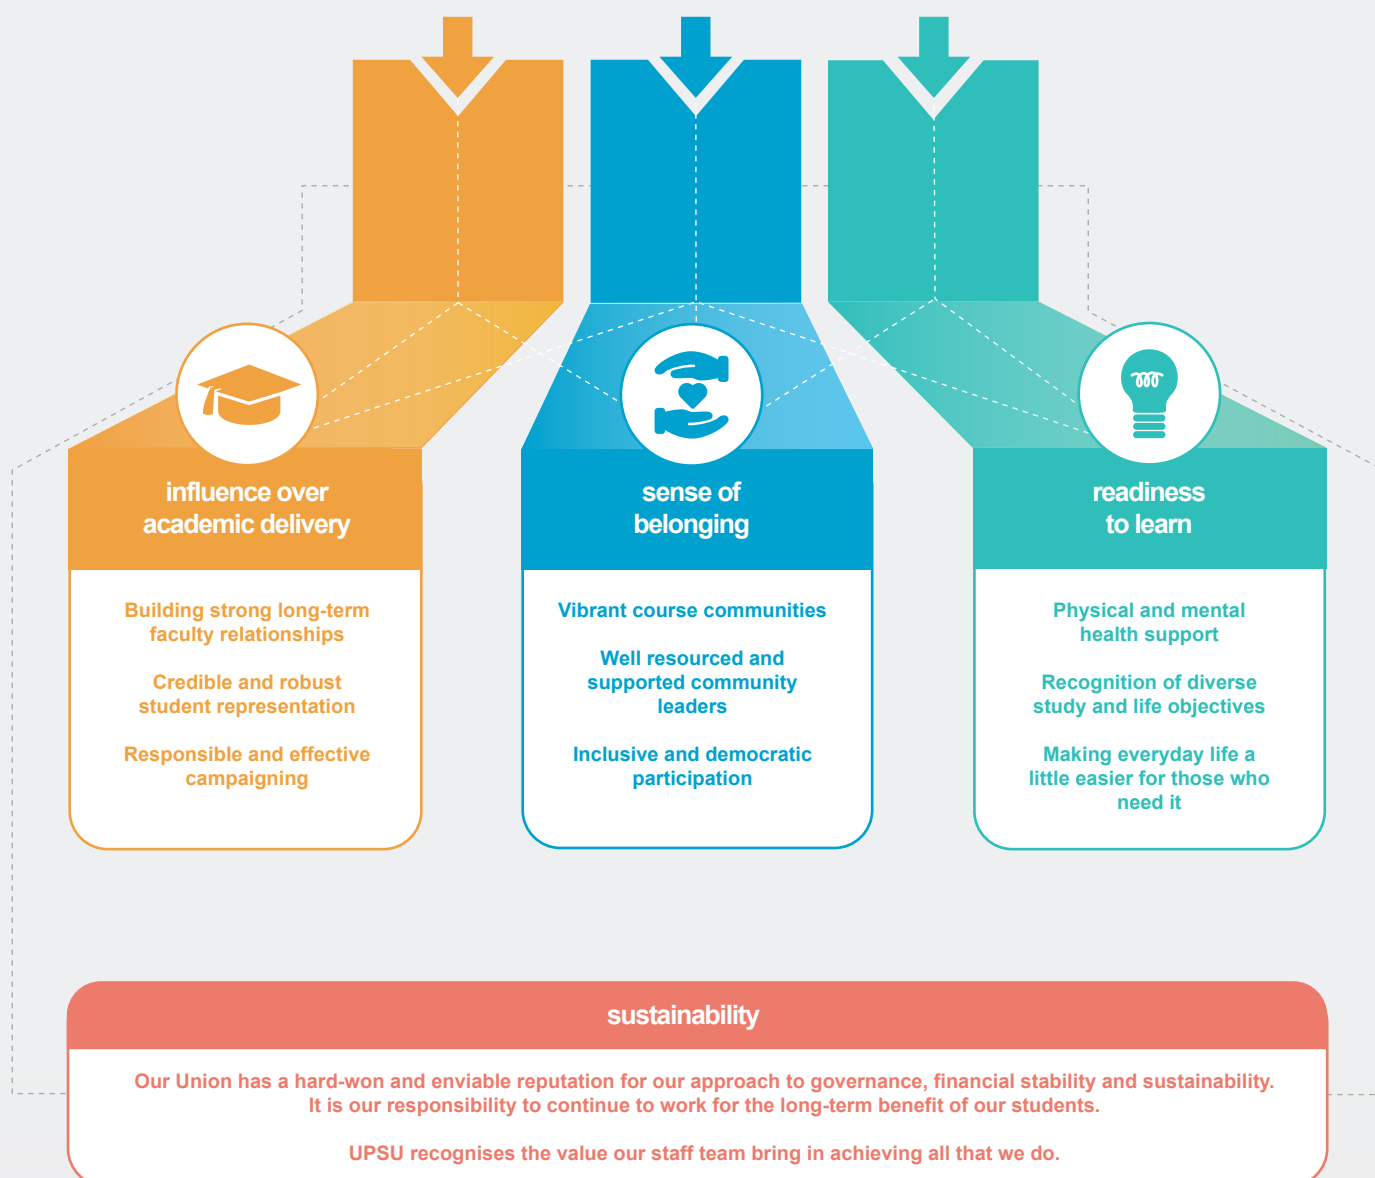 influence over
academic delivery
Building strong long-term
faculty relationships
Credible and robust
student representation
Responsible and effective
campaigning
sense of
belonging
Vibrant course communities
Well resourced and
supported community
leaders
Inclusive and democratic
participation
readiness
to learn
Physical and mental
health support
Recognition of diverse
study and life objectives
Making everyday life a
little easier for those who
need it
sustainability
Our Union has a hard-won and enviable reputation for our approach to governance, financial stability and sustainability.
It is our responsibility to continue to work for the long-term benefit of our students.
UPSU recognises the value our staff team bring in achieving all that we do.